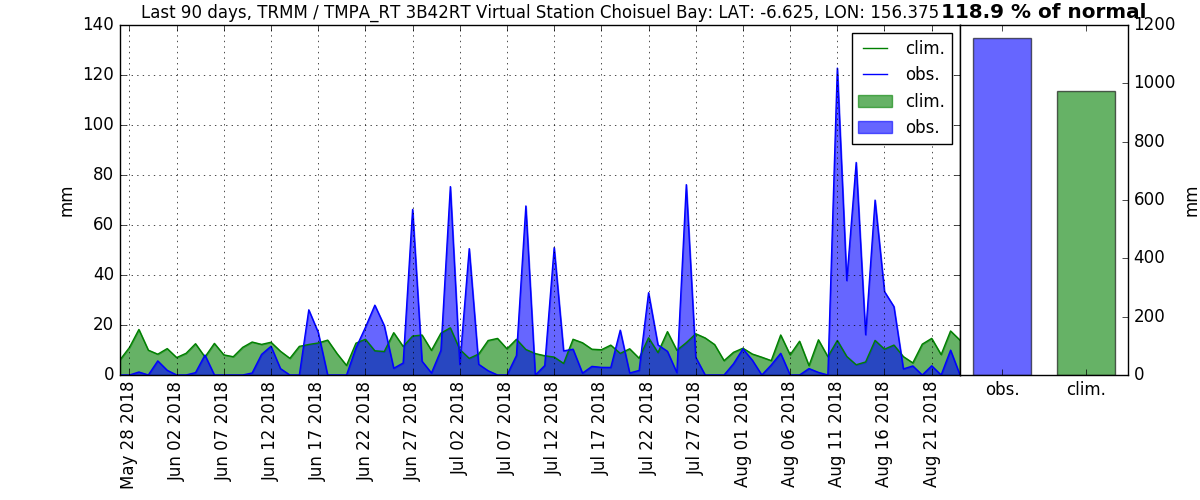 Last 90 days, TRMM / TMPA_RT 3B42RT Virtual Station Choisuel Bay: LAT: -6.625, LON: 156.375
118.9 % of normal
140
120
100
80
60
40
20
0
mm
clim.
obs.
clim.
obs.
1200
1000
800
600
400
200
0
mm
May 28 2018
Jun 02 2018
Jun 07 2018
Jun 12 2018
Jun 17 2018
Jun 22 2018
Jun 27 2018
Jul 02 2018
Jul 07 2018
Jul 12 2018
Jul 17 2018
Jul 22 2018
Jul 27 2018
Aug 01 2018
Aug 06 2018
Aug 11 2018
Aug 16 2018
Aug 21 2018
obs.
clim.